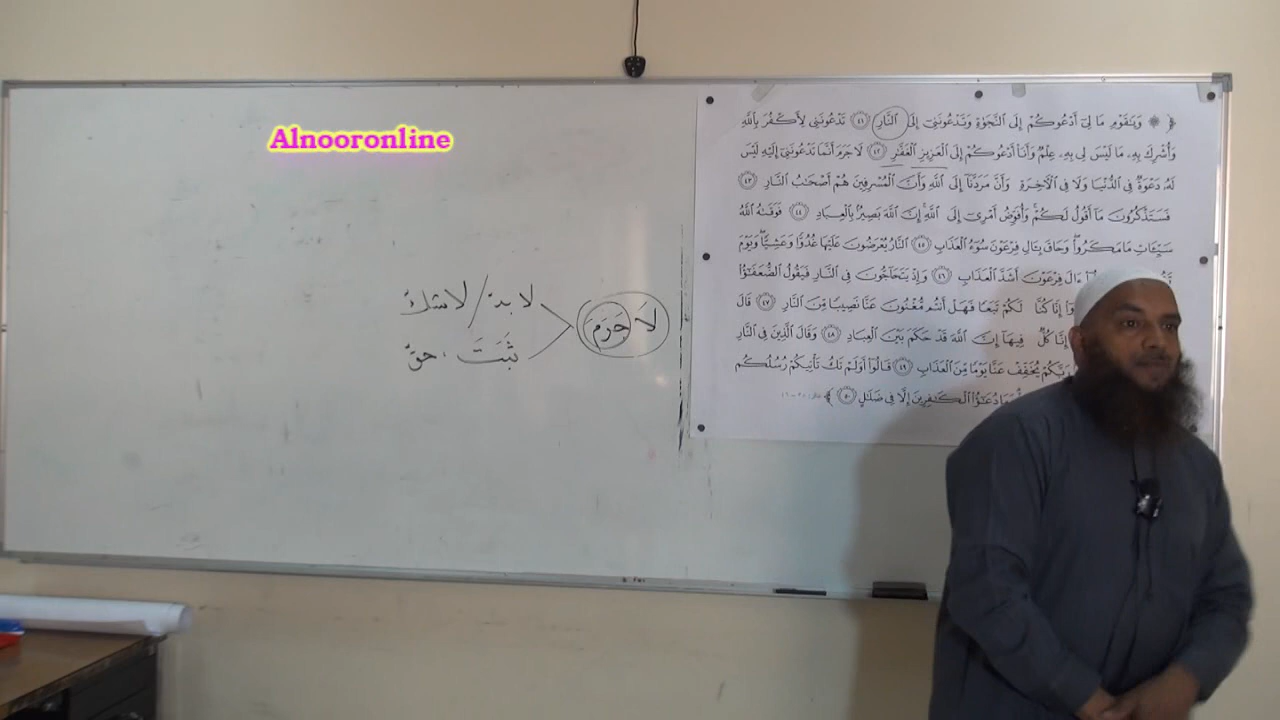 Alnooronline
﴿ ۞ وَيَٰقَوْمِ مَا لِىٓ أَدْعُوكُمْ إِلَى ٱلنَّجَوٰةِ وَتَدْعُونَنِىٓ إِلَى ٱلنَّارِ ٤١ تَدْعُونَنِى لِأَكْفُرَ بِٱللَّهِ
وَأُشْرِكَ بِهِۦ مَا لَيْسَ لِى بِهِۦ عِلْمٌ وَأَنَا۠ أَدْعُوكُمْ إِلَى ٱلْعَزِيزِ ٱلْغَفَّٰرِ ٤٢ لَا جَرَمَ أَنَّمَا تَدْعُونَنِىٓ إِلَيْهِ لَيْسَ
لَهُۥ دَعْوَةٌ فِى ٱلدُّنْيَا وَلَا فِى ٱلْءَاخِرَةِ وَأَنَّ مَرَدَّنَآ إِلَى ٱللَّهِ وَأَنَّ ٱلْمُسْرِفِينَ هُمْ أَصْحَٰبُ ٱلنَّارِ ٤٣
فَسَتَذْكُرُونَ مَآ أَقُولُ لَكُمْ وَأُفَوِّضُ أَمْرِىٓ إِلَى ٱللَّهِ إِنَّ ٱللَّهَ بَصِيرٌۢ بِٱلْعِبَادِ ٤٤ فَوَقَىٰهُ ٱللَّهُ
سَيِّـَٔاتِ مَا مَكَرُوا۟ وَحَاقَ بِـَٔالِ فِرْعَوْنَ سُوٓءُ ٱلْعَذَابِ ٤٥ ٱلنَّارُ يُعْرَضُونَ عَلَيْهَا غُدُوًّا وَعَشِيًّا وَيَوْمَ
ءَالَ فِرْعَوْنَ أَشَدَّ ٱلْعَذَابِ ٤٦ وَإِذْ يَتَحَآجُّونَ فِى ٱلنَّارِ فَيَقُولُ ٱلضُّعَفَٰٓؤُا۟
إِنَّا كُنَّا لَكُمْ تَبَعًا فَهَلْ أَنتُم مُّغْنُونَ عَنَّا نَصِيبًا مِّنَ ٱلنَّارِ ٤٧ قَالَ
إِنَّا كُلٌّ فِيهَآ إِنَّ ٱللَّهَ قَدْ حَكَمَ بَيْنَ ٱلْعِبَادِ ٤٨ وَقَالَ ٱلَّذِينَ فِى ٱلنَّارِ
رَبَّكُمْ يُخَفِّفْ عَنَّا يَوْمًا مِّنَ ٱلْعَذَابِ ٤٩ قَالُوٓا۟ أَوَلَمْ تَكُ تَأْتِيكُمْ رُسُلُكُم
دُعَٰٓؤُا۟ ٱلْكَٰفِرِينَ إِلَّا فِى ضَلَٰلٍ ٥٠ ﴾
لَا جَرَمَ
لا بدَّ / لا شكَّ
ثَبَتَ ، حقَّ